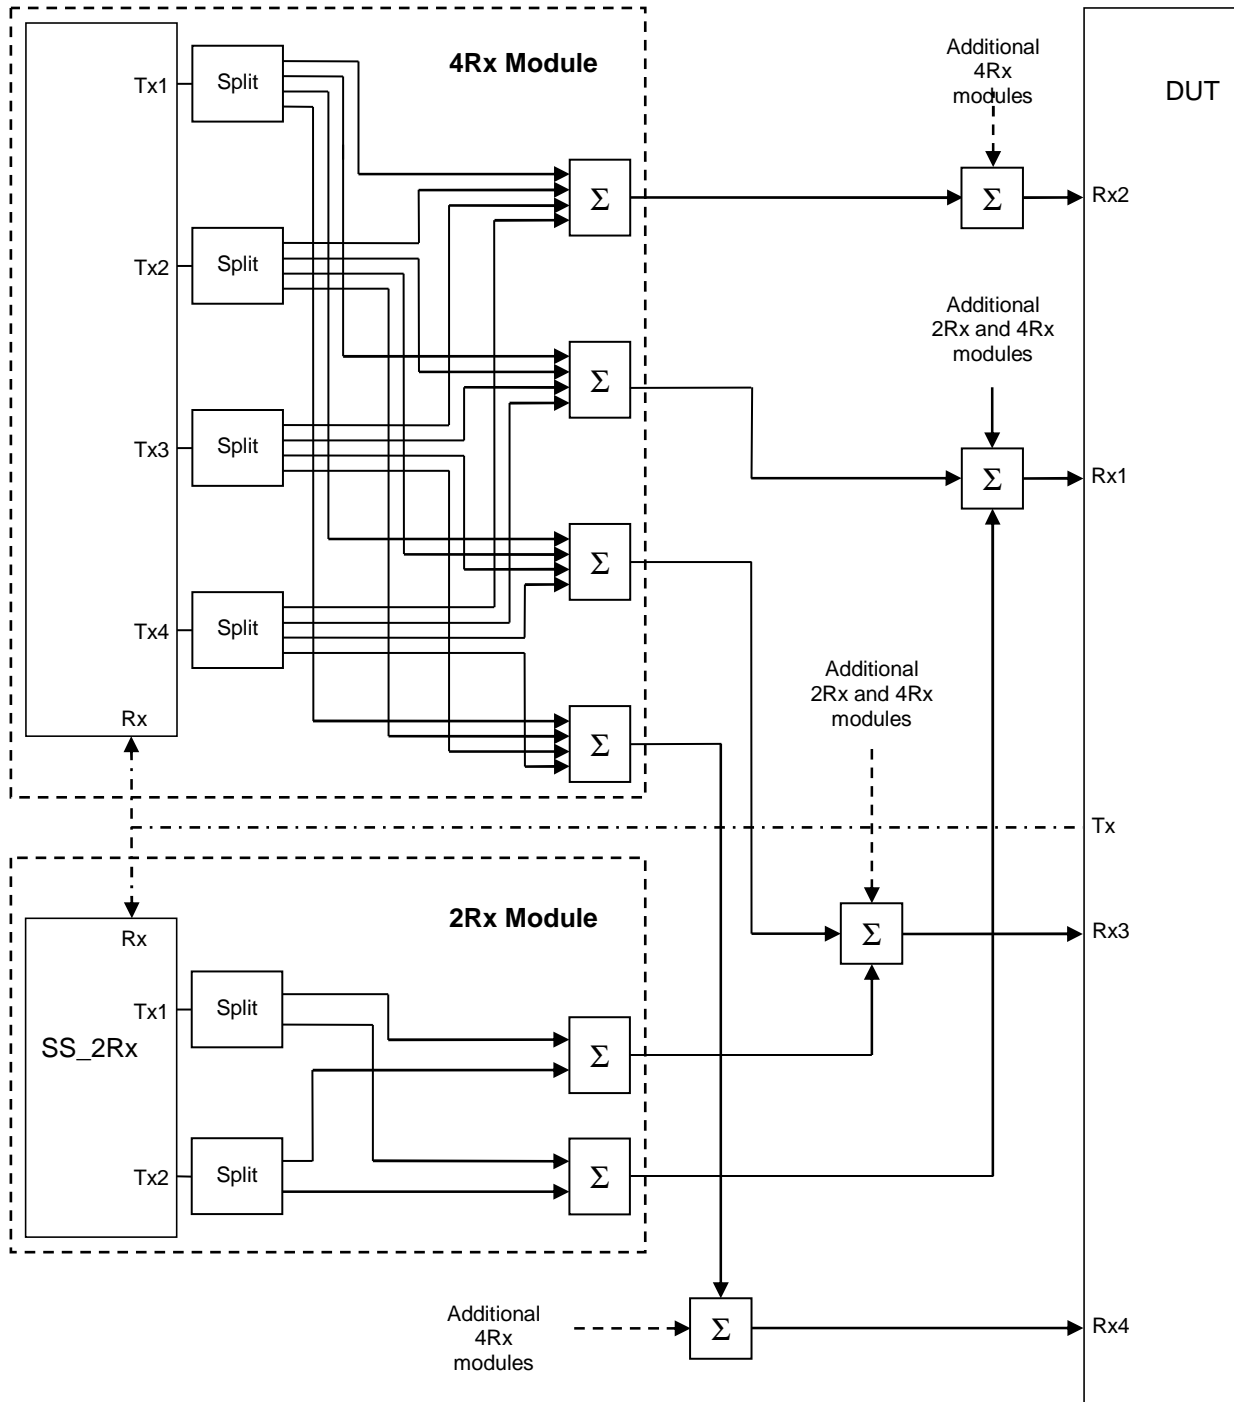 4Rx Module
Tx1
Split
Tx2
Split
Tx3
Split
Tx4
Split
Rx
Σ
Σ
Σ
Σ
Additional
4Rx
modules
Σ
Rx2
DUT
Additional
2Rx and 4Rx
modules
Σ
Rx1
Additional
2Rx and 4Rx
modules
Tx
Σ
Rx3
2Rx Module
Rx
SS_2Rx
Tx1
Split
Tx2
Split
Σ
Σ
Additional
4Rx
modules
Σ
Rx4